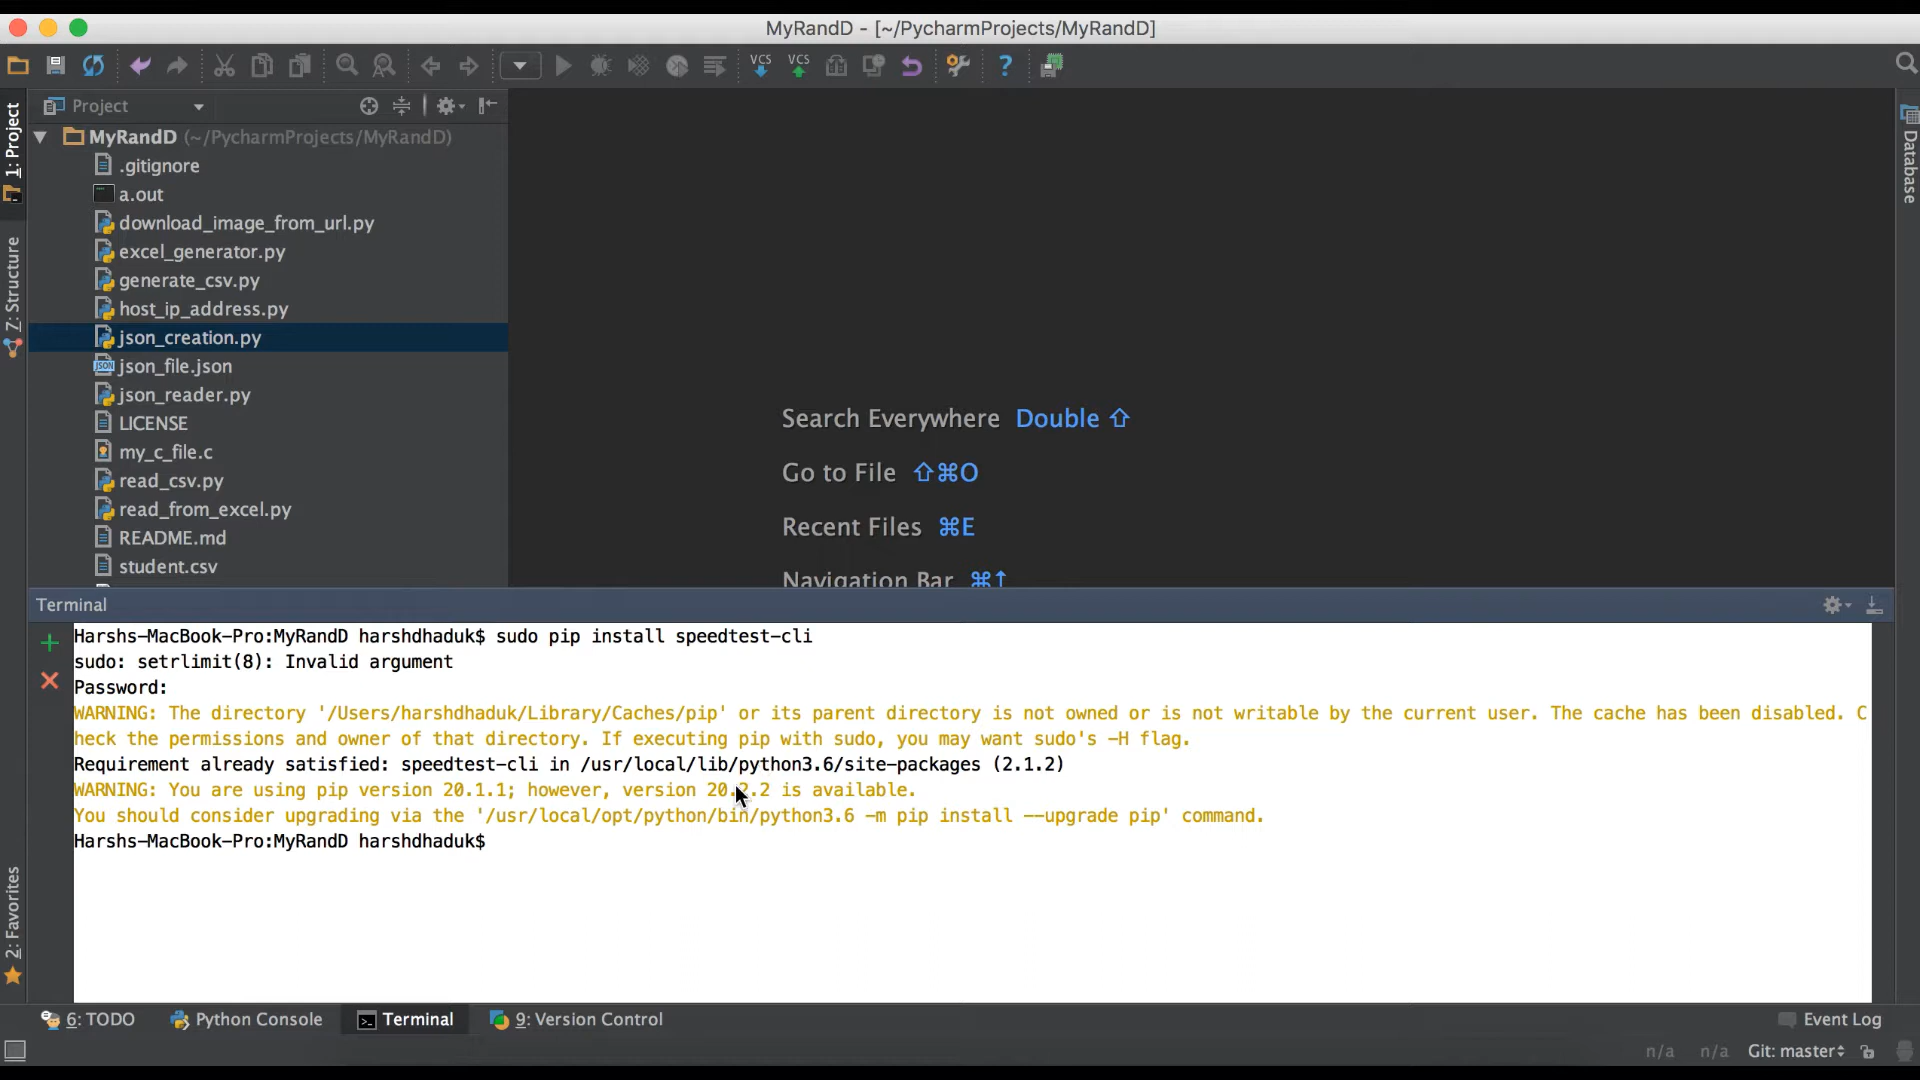 MyRandD - [~/PycharmProjects/MyRandD]
VCS VCS ?
1: Project
Project
MyRandD (~/PycharmProjects/MyRandD)
.gitignore
a.out
download_image_from_url.py
excel_generator.py
generate_csv.py
host_ip_address.py
json_creation.py
JSON json_file.json
json_reader.py
LICENSE
my_c_file.c
read_csv.py
read_from_excel.py
README.md
student.csv
Z: Structure
Database
Search Everywhere Double ⇧
Go to File ⇧⌘O
Recent Files ⌘E
Navigation Bar ⌘↑
Terminal
Harshs-MacBook-Pro:MyRandD harshdhaduk$ sudo pip install speedtest-cli
sudo: setrlimit(8): Invalid argument
Password:
WARNING: The directory '/Users/harshdhaduk/Library/Caches/pip' or its parent directory is not owned or is not writable by the current user. The cache has been disabled. C
heck the permissions and owner of that directory. If executing pip with sudo, you may want sudo's -H flag.
Requirement already satisfied: speedtest-cli in /usr/local/lib/python3.6/site-packages (2.1.2)
WARNING: You are using pip version 20.1.1; however, version 20.2.2 is available.
You should consider upgrading via the '/usr/local/opt/python/bin/python3.6 -m pip install --upgrade pip' command.
Harshs-MacBook-Pro:MyRandD harshdhaduk$
2: Favorites
6: TODO Python Console Terminal 9: Version Control Event Log
n/a n/a Git: master